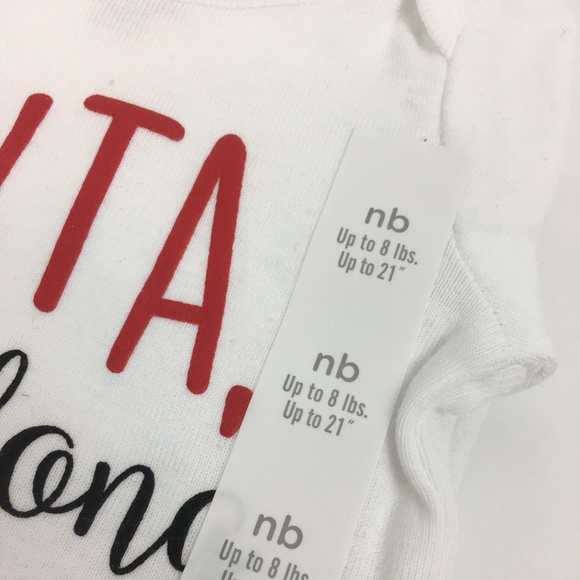 TA,
one
nb
Up to 8 lbs.
Up to 21"
nb
Up to 8 lbs.
Up to 21"
nb
Up to 8 lbs